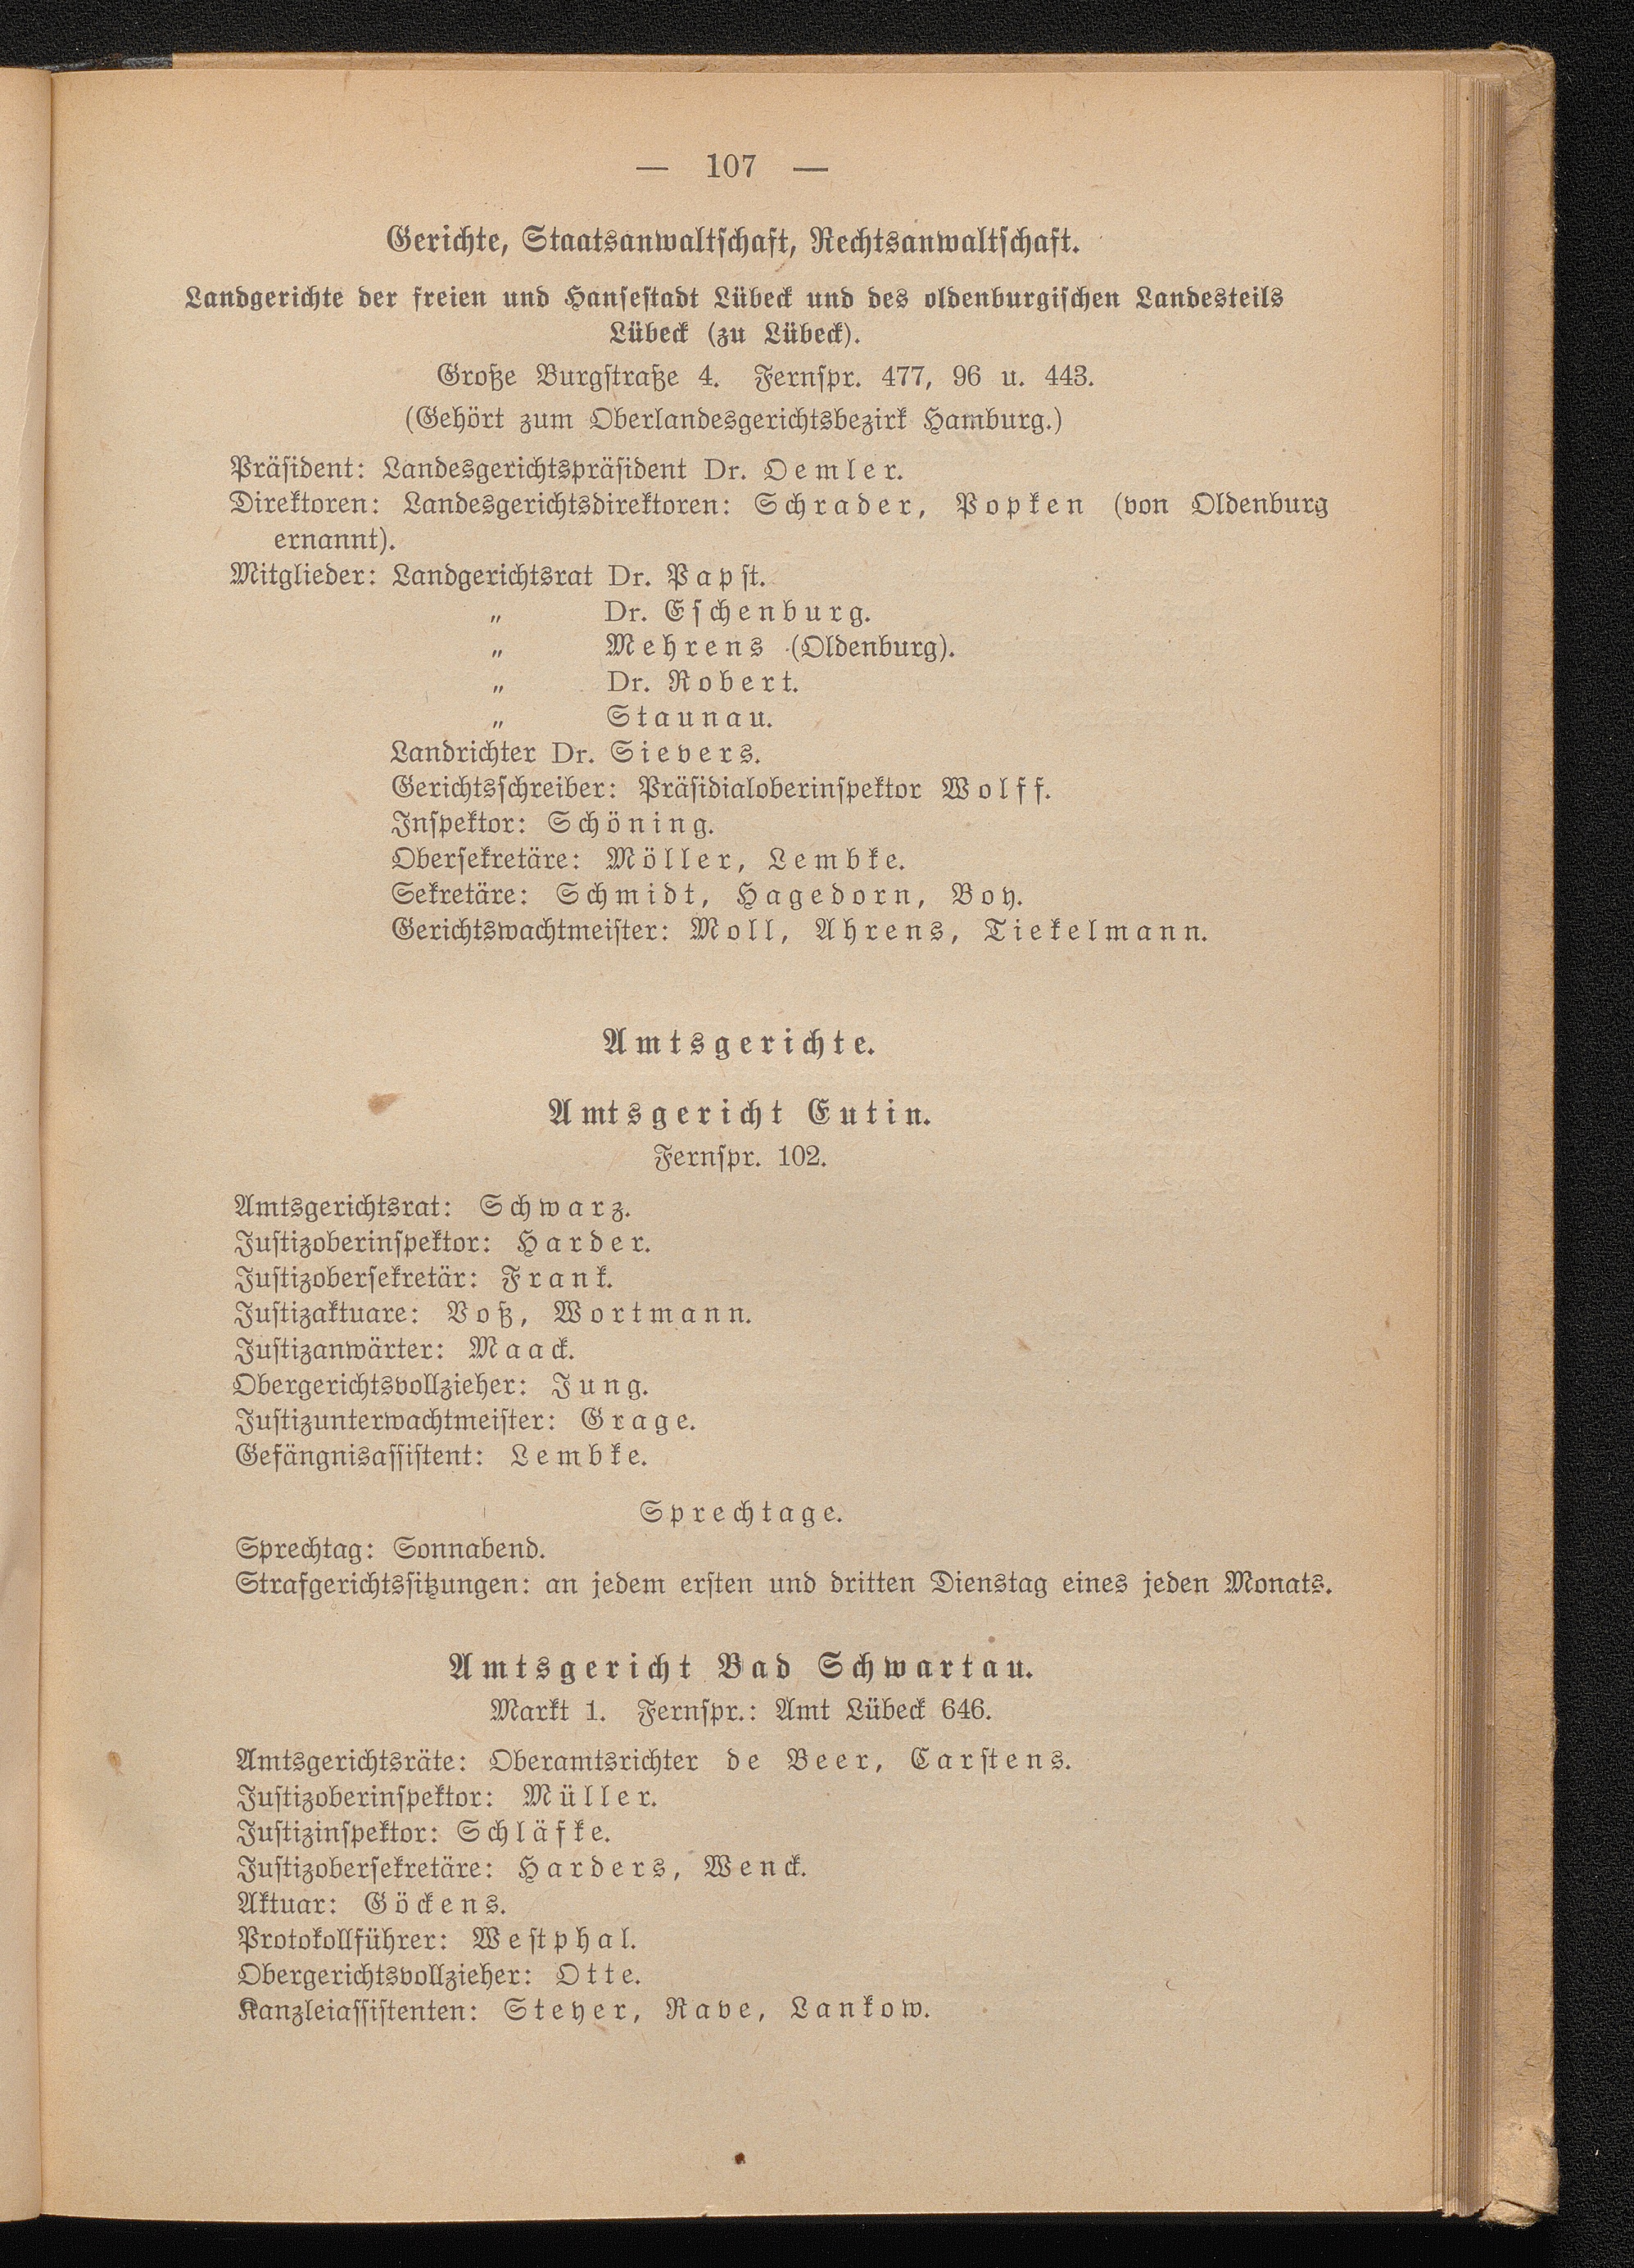 — 107 —
Gerichte, Staatsanwaltschaft, Rechtsanwaltschaft.
Landgerichte der freien und Hansestadt Lübeck und des oldenburgischen Landesteils
Lübeck (zu Lübeck).
Große Burgstraße 4. Fernspr. 477, 96 u. 443.
(Gehört zum Oberlandesgerichtsbezirk Hamburg.)
Präsident: Landesgerichtspräsident Dr. Oemler.
Direktoren: Landesgerichtsdirektoren: Schrader, Popken (von Oldenburg
ernannt).
Mitglieder: Landgerichtsrat Dr. Papst.
„ Dr. Eschenburg.
„ Mehrens (Oldenburg).
„ Dr. Robert.
„ Staunau.
Landrichter Dr. Sievers.
Gerichtsschreiber: Präsidialoberinspektor Wolff.
Inspektor: Schöning.
Obersekretäre: Möller, Lembke.
Sekretäre: Schmidt, Hagedorn, Boy.
Gerichtswachtmeister: Moll, Ahrens, Tiekelmann.
Amtsgerichte.
Amtsgericht Eutin.
Fernspr. 102.
Amtsgerichtsrat: Schwarz.
Justizoberinspektor: Harder.
Justizobersekretär: Frank.
Justizaktuare: Voß, Wortmann.
Justizanwärter: Maack.
Obergerichtsvollzieher: Jung.
Justizunterwachtmeister: Grage.
Gefängnisassistent: Lembke.
Sprechtage.
Sprechtag: Sonnabend.
Strafgerichtssitzungen: an jedem ersten und dritten Dienstag eines jeden Monats.
Amtsgericht Bad Schwartau.
Markt 1. Fernspr.: Amt Lübeck 646.
Amtsgerichtsräte: Oberamtsrichter de Beer, Carstens.
Justizoberinspektor: Müller.
Justizinspektor: Schläfke.
Justizobersekretäre: Harders, Wenck.
Aktuar: Göckens.
Protokollführer: Westphal.
Obergerichtsvollzieher: Otte.
Kanzleiassistenten: Steyer, Rave, Lankow.